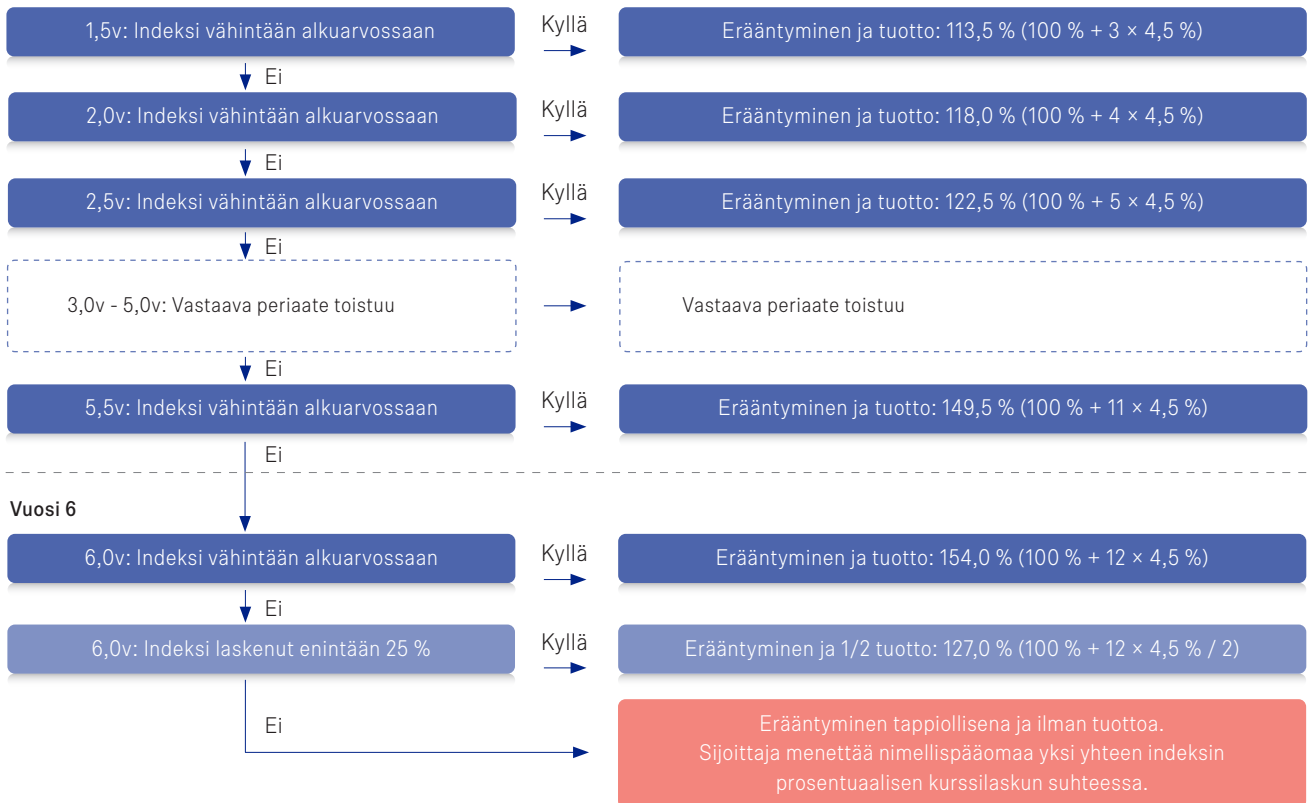 1,5v: Indeksi vähintään alkuarvossaan
Kyllä
Erääntyminen ja tuotto: 113,5 % (100 % + 3 × 4,5 %)
Ei
2,0v: Indeksi vähintään alkuarvossaan
Kyllä
Erääntyminen ja tuotto: 118,0 % (100 % + 4 × 4,5 %)
Ei
2,5v: Indeksi vähintään alkuarvossaan
Kyllä
Erääntyminen ja tuotto: 122,5 % (100 % + 5 × 4,5 %)
Ei
3,0v - 5,0v: Vastaava periaate toistuu
Vastaava periaate toistuu
Ei
5,5v: Indeksi vähintään alkuarvossaan
Kyllä
Erääntyminen ja tuotto: 149,5 % (100 % + 11 × 4,5 %)
Ei
Vuosi 6
6,0v: Indeksi vähintään alkuarvossaan
Kyllä
Erääntyminen ja tuotto: 154,0 % (100 % + 12 × 4,5 %)
Ei
6,0v: Indeksi laskenut enintään 25 %
Kyllä
Erääntyminen ja 1/2 tuotto: 127,0 % (100 % + 12 × 4,5 % / 2)
Ei
Erääntyminen tappiollisena ja ilman tuottoa.
Sijoittaja menettää nimellispääomaa yksi yhteen indeksin
prosentuaalisen kurssilaskun suhteessa.